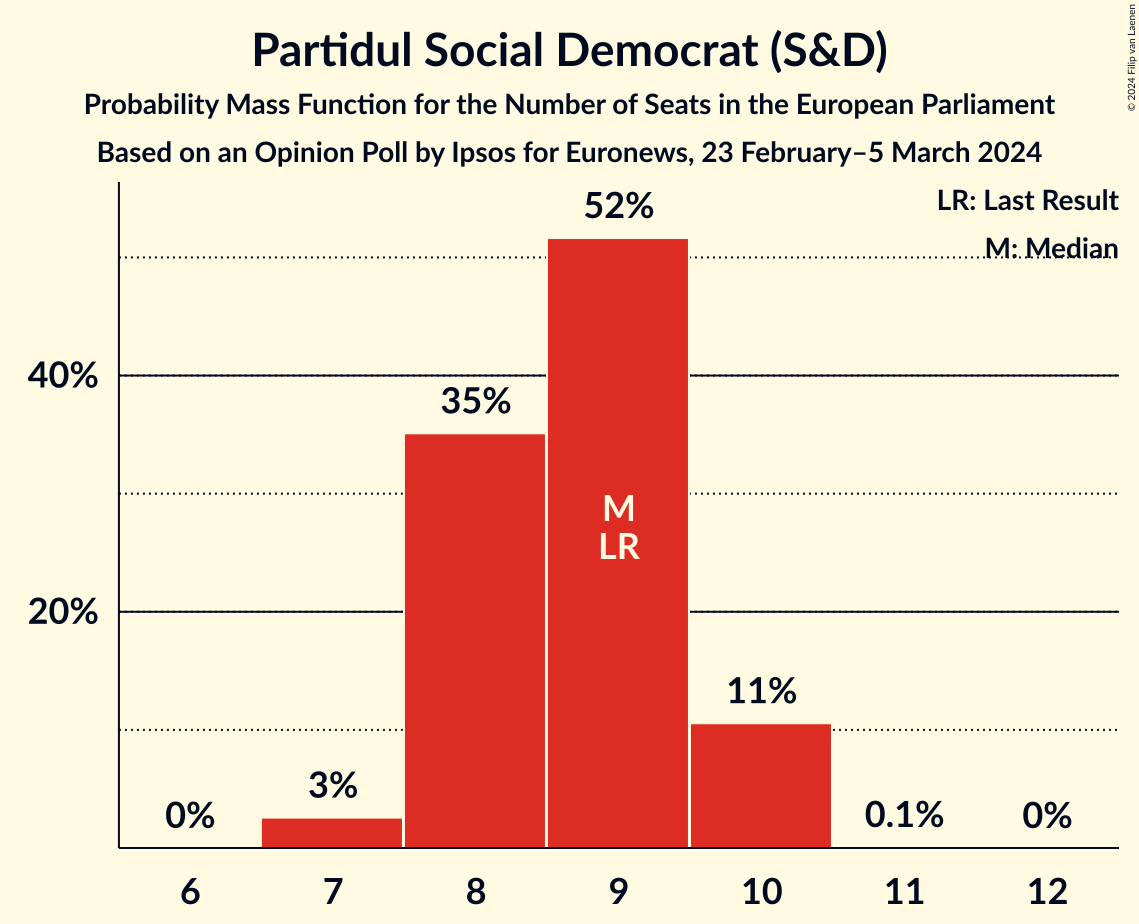 Partidul Social Democrat (S&D)
Probability Mass Function for the Number of Seats in the European Parliament
Based on an Opinion Poll by Ipsos for Euronews, 23 February–5 March 2024
© 2024 Filip van Laenen
LR: Last Result
M: Median
52%
40%
35%
M
LR
20%
11%
3%
0%
0.1%
0%
6
7
8
9
10
11
12